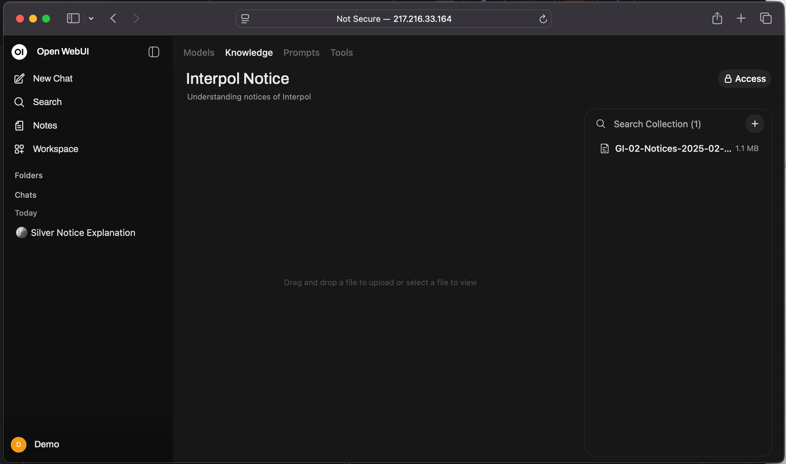 Not Secure — 217.216.33.164
OI Open WebUI
New Chat
Search
Notes
Workspace
Folders
Chats
Today
Silver Notice Explanation
D Demo
Models Knowledge Prompts Tools
Interpol Notice
Access
Understanding notices of Interpol
Drag and drop a file to upload or select a file to view
Search Collection (1)
GI-02-Notices-2025-02-... 1.1 MB